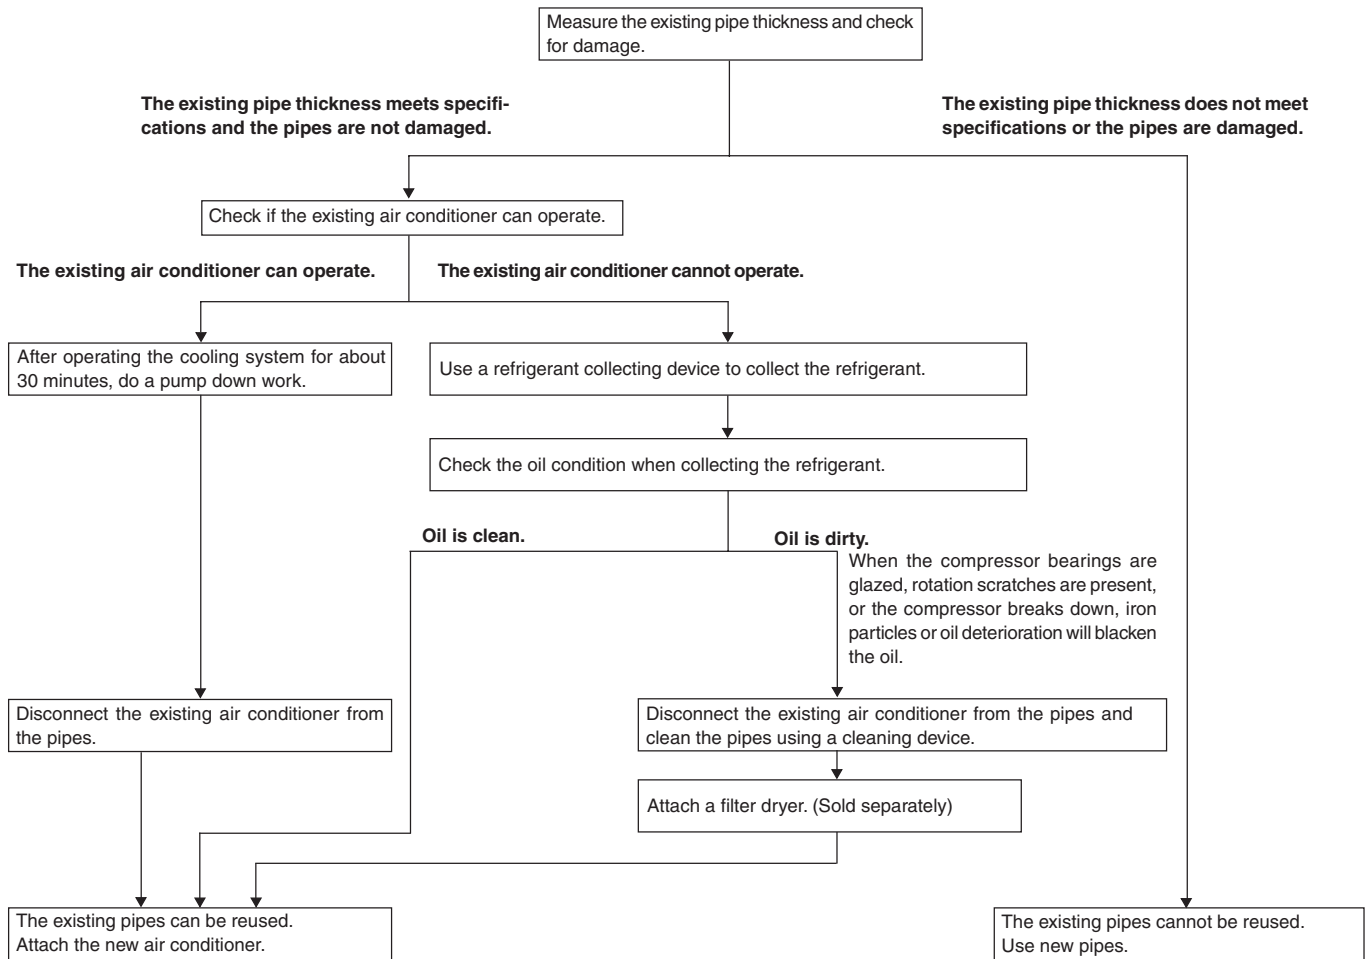 Measure the existing pipe thickness and check
for damage.
The existing pipe thickness meets specifi-
cations and the pipes are not damaged.
The existing pipe thickness does not meet
specifications or the pipes are damaged.
Check if the existing air conditioner can operate.
The existing air conditioner can operate.
The existing air conditioner cannot operate.
After operating the cooling system for about
30 minutes, do a pump down work.
Use a refrigerant collecting device to collect the refrigerant.
Check the oil condition when collecting the refrigerant.
Oil is clean.
Oil is dirty.
When the compressor bearings are
glazed, rotation scratches are present,
or the compressor breaks down, iron
particles or oil deterioration will blacken
the oil.
Disconnect the existing air conditioner from
the pipes.
Disconnect the existing air conditioner from the pipes and
clean the pipes using a cleaning device.
Attach a filter dryer. (Sold separately)
The existing pipes can be reused.
Attach the new air conditioner.
The existing pipes cannot be reused.
Use new pipes.